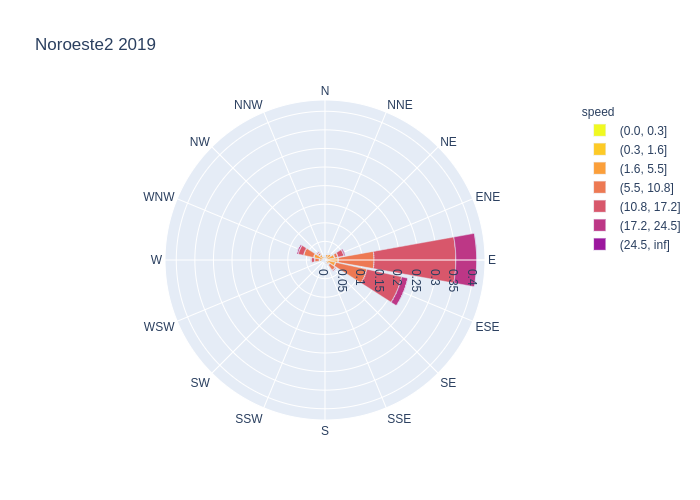 Noroeste2 2019
N
NNW
NNE
NW
NE
WNW
ENE
W
E
WSW
ESE
SW
SE
SSW
SSE
S
0
0.05
0.1
0.15
0.2
0.25
0.3
0.35
0.4
speed
(0.0, 0.3]
(0.3, 1.6]
(1.6, 5.5]
(5.5, 10.8]
(10.8, 17.2]
(17.2, 24.5]
(24.5, inf]